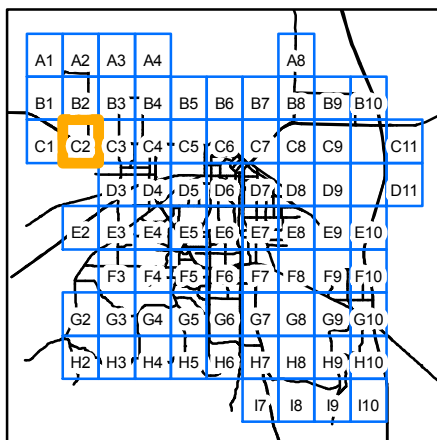 A1 A2 A3 A4 A8
B1 B2 B3 B4 B5 B6 B7 B8 B9 B10
C1 C2 C3 C4 C5 C6 C7 C8 C9 C11
D3 D4 D5 D6 D7 D8 D9 D11
E2 E3 E4 E5 E6 E7 E8 E9 E10
F3 F4 F5 F6 F7 F8 F9 F10
G2 G3 G4 G5 G6 G7 G8 G9 G10
H2 H3 H4 H5 H6 H7 H8 H9 H10
I7 I8 I9 I10